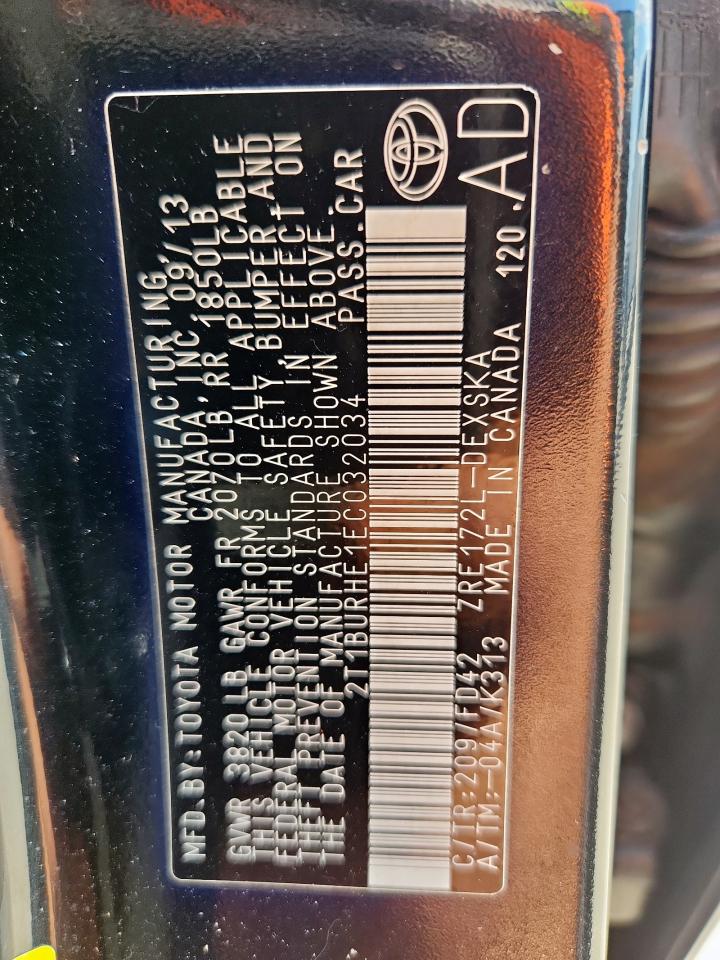 MFD.BY:TOYOTA MOTOR MANUFACTURING,
CANADA,INC.09/13
GVWR 3820LB GAWR FR 2070LB,RR 1850LB
THIS VEHICLE CONFORMS TO ALL APPLICABLE
FEDERAL MOTOR VEHICLE SAFETY,BUMPER,AND
THEFT PREVENTION STANDARDS IN EFFECT ON
THE DATE OF MANUFACTURE SHOWN ABOVE.
2T1BURHE1EC032034 PASS.CAR
C/TR:209/FD42 ZRE172L-DEXSKA
A/TM:-04A/K313 MADE IN CANADA 120.AD